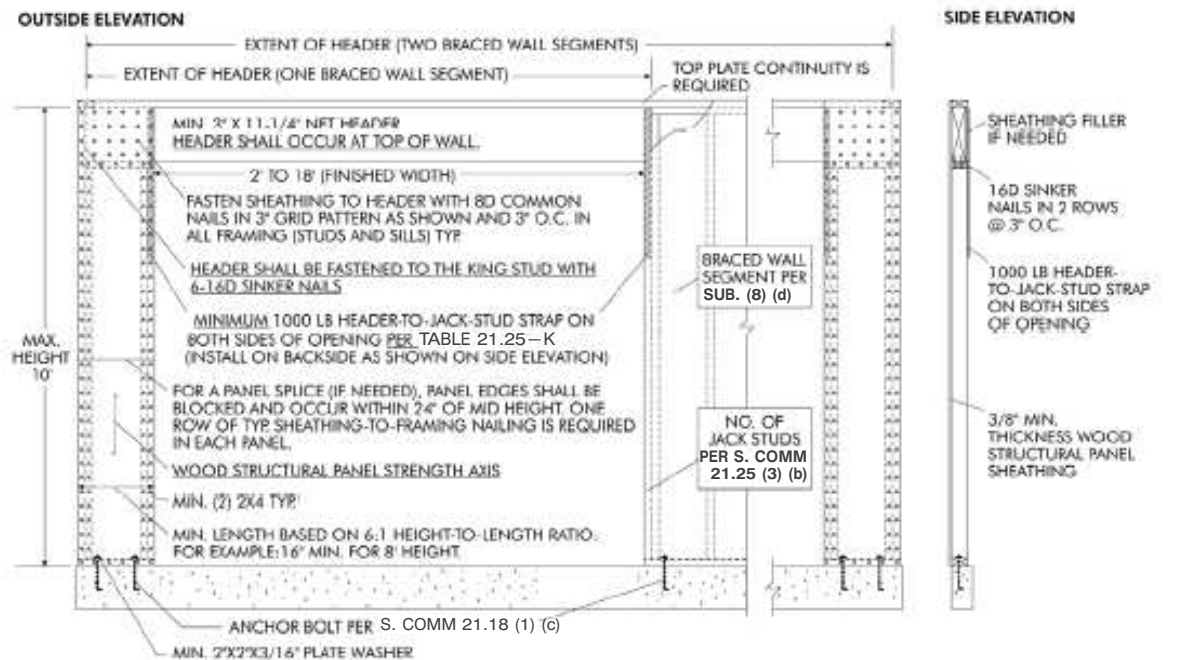 OUTSIDE ELEVATION
SIDE ELEVATION
EXTENT OF HEADER (TWO BRACED WALL SEGMENTS)
EXTENT OF HEADER (ONE BRACED WALL SEGMENT)
TOP PLATE CONTINUITY IS
REQUIRED
MIN. 3" X 11-1/4" NET HEADER
HEADER SHALL OCCUR AT TOP OF WALL.
2' TO 18' (FINISHED WIDTH)
FASTEN SHEATHING TO HEADER WITH 8D COMMON
NAILS IN 3" GRID PATTERN AS SHOWN AND 3" O.C. IN
ALL FRAMING (STUDS AND SILLS) TYP.
HEADER SHALL BE FASTENED TO THE KING STUD WITH
6-16D SINKER NAILS
MINIMUM 1000 LB HEADER-TO-JACK-STUD STRAP ON
BOTH SIDES OF OPENING PER TABLE 21.25–K
(INSTALL ON BACKSIDE AS SHOWN ON SIDE ELEVATION)
MAX.
HEIGHT
10'
FOR A PANEL SPLICE (IF NEEDED), PANEL EDGES SHALL BE
BLOCKED AND OCCUR WITHIN 24" OF MID HEIGHT. ONE
ROW OF TYP. SHEATHING-TO-FRAMING NAILING IS REQUIRED
IN EACH PANEL.
WOOD STRUCTURAL PANEL STRENGTH AXIS
MIN. (2) 2X4 TYP.
MIN. LENGTH BASED ON 6:1 HEIGHT-TO-LENGTH RATIO.
FOR EXAMPLE:16" MIN. FOR 8' HEIGHT.
BRACED WALL
SEGMENT PER
SUB. (8) (d)
NO. OF
JACK STUDS
PER S. COMM
21.25 (3) (b)
ANCHOR BOLT PER S. COMM 21.18 (1) (c)
MIN. 2"X2"X3/16" PLATE WASHER
SHEATHING FILLER
IF NEEDED
16D SINKER
NAILS IN 2 ROWS
@ 3" O.C.
1000 LB HEADER-
TO-JACK-STUD STRAP
ON BOTH SIDES
OF OPENING
3/8" MIN.
THICKNESS WOOD
STRUCTURAL PANEL
SHEATHING